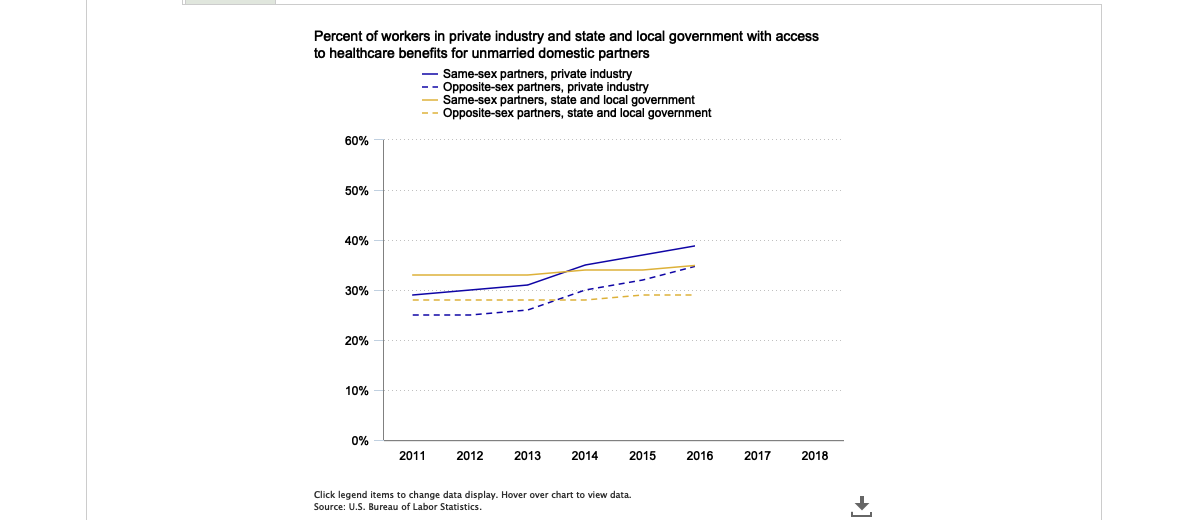 Percent of workers in private industry and state and local government with access
to healthcare benefits for unmarried domestic partners
Same-sex partners, private industry
Opposite-sex partners, private industry
Same-sex partners, state and local government
Opposite-sex partners, state and local government
60%
50%
40%
30%
20%
10%
0%
2011 2012 2013 2014 2015 2016 2017 2018
Click legend items to change data display. Hover over chart to view data.
Source: U.S. Bureau of Labor Statistics.